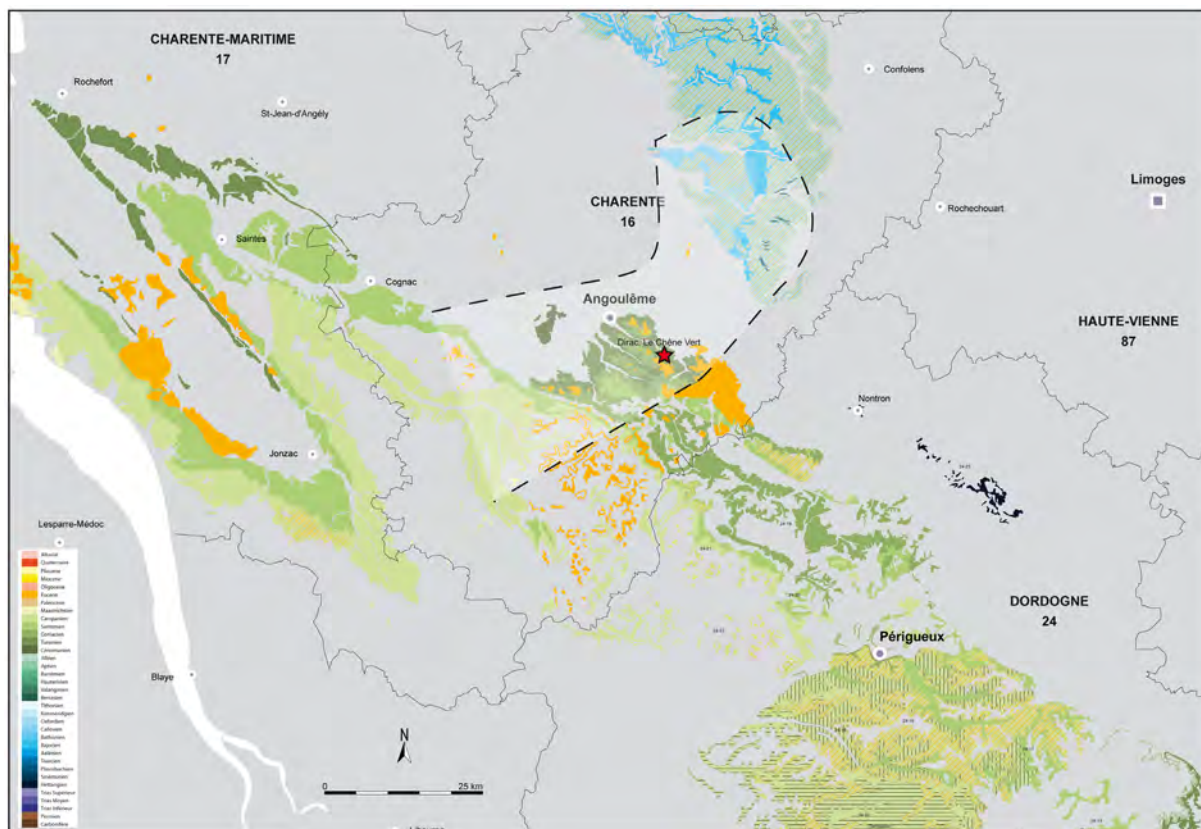 CHARENTE-MARITIME
17
Rochefort
St-Jean-d'Angély
Confolens
Limoges
CHARENTE
16
Rochechouart
Saintes
Cognac
Angoulême
Dirac, Le Chêne Vert
HAUTE-VIENNE
87
Nontron
Jonzac
Lesparre-Médoc
DORDOGNE
24
Périgueux
Blaye
N
0
25 km
Alluvial
Quaternaire
Pliocène
Miocène
Oligocène
Eocène
Paléocène
Maastrichtien
Campanien
Santonien
Coniacien
Turonien
Cénomanien
Albien
Aptien
Barrémien
Hauterivien
Valanginien
Berriasien
Tithonien
Kimméridgien
Oxfordien
Callovien
Bathonien
Bajocien
Aalénien
Toarcien
Pliensbachien
Sinémurien
Hettangien
Trias Supérieur
Trias Moyen
Trias Inférieur
Permien
Carbonifère